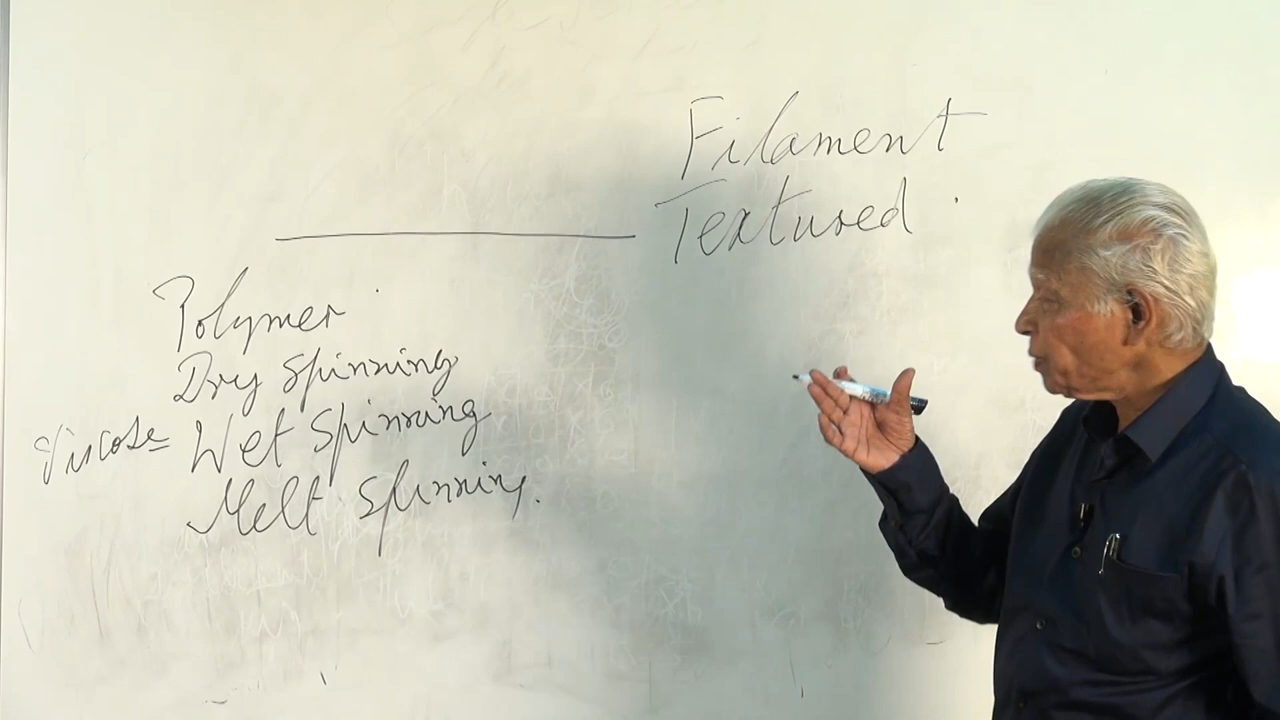 Filament
Textured
Polymer
Dry Spinning
Viscose Wet Spinning
Melt Spinning.